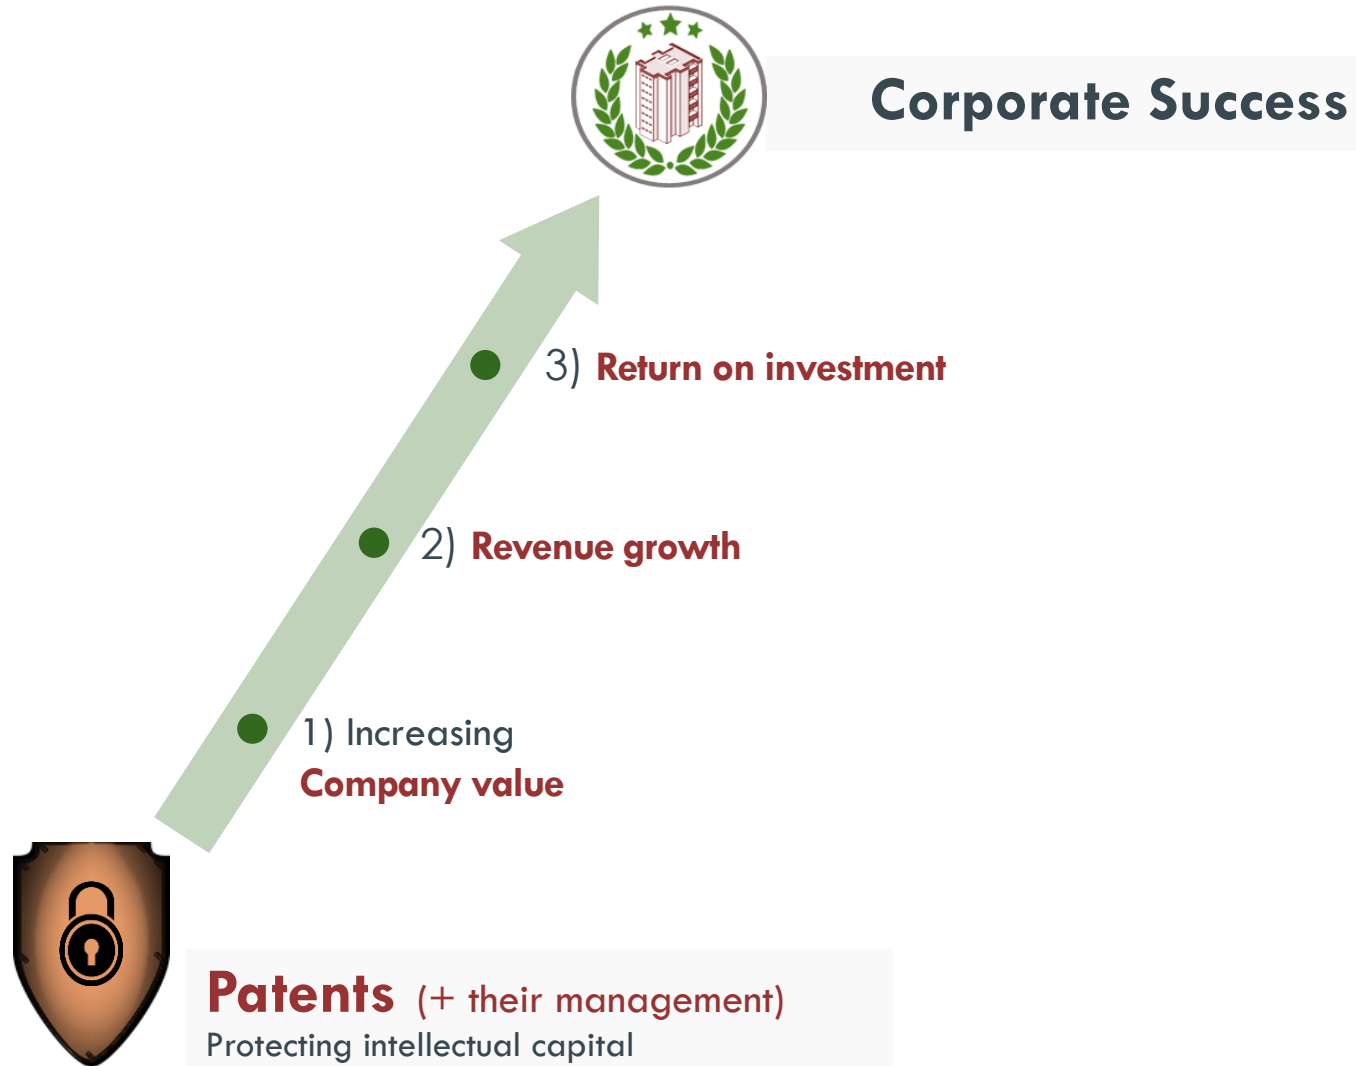 Corporate Success
3) Return on investment
2) Revenue growth
1) Increasing
Company value
Patents (+ their management)
Protecting intellectual capital